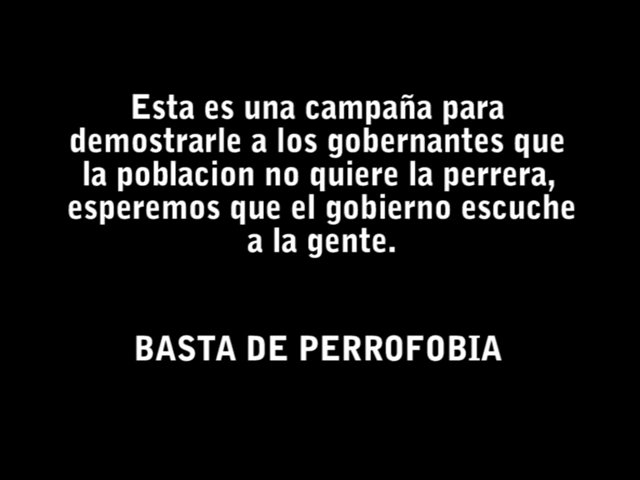 Esta es una campaña para
demostrarle a los gobernantes que
la poblacion no quiere la perrera,
esperemos que el gobierno escuche
a la gente.
BASTA DE PERROFOBIA